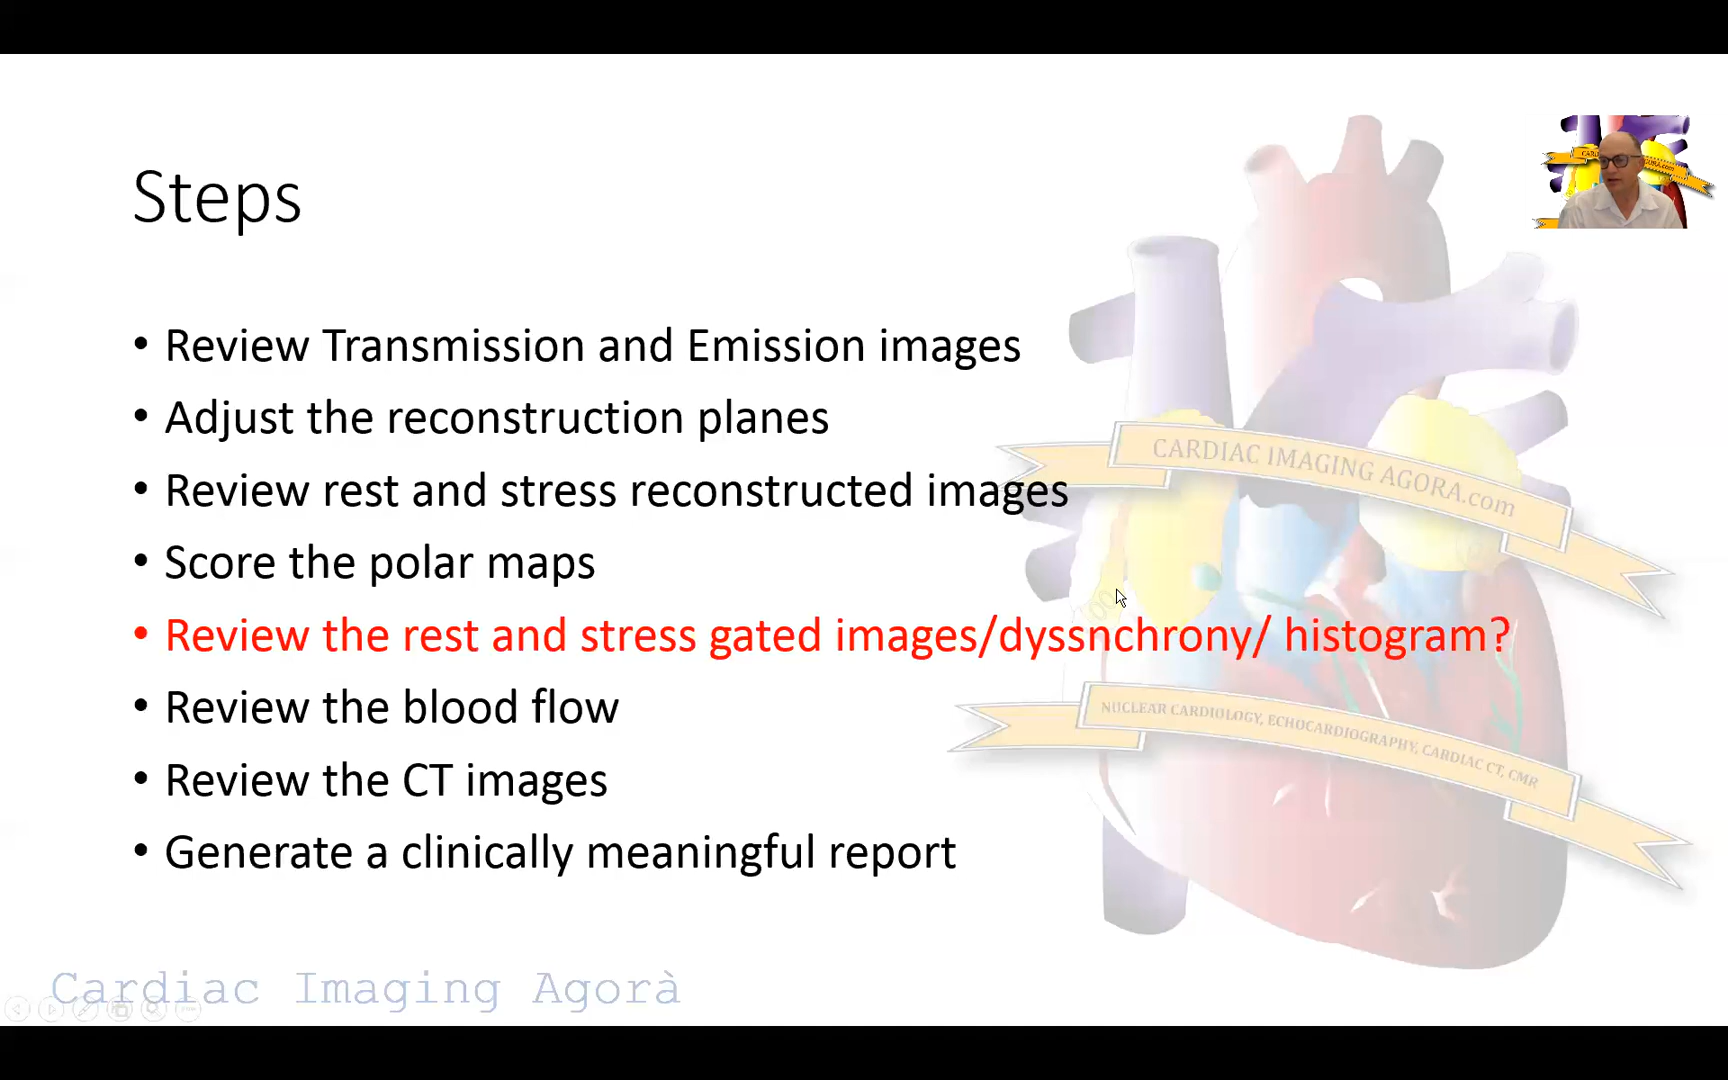 Steps
• Review Transmission and Emission images
• Adjust the reconstruction planes
• Review rest and stress reconstructed images
• Score the polar maps
• Review the rest and stress gated images/dyssnchrony/ histogram?
• Review the blood flow
• Review the CT images
• Generate a clinically meaningful report
CARDIAC IMAGING AGORA.com
NUCLEAR CARDIOLOGY, ECHOCARDIOGRAPHY, CARDIAC CT, CMR
Cardiac Imaging Agorà